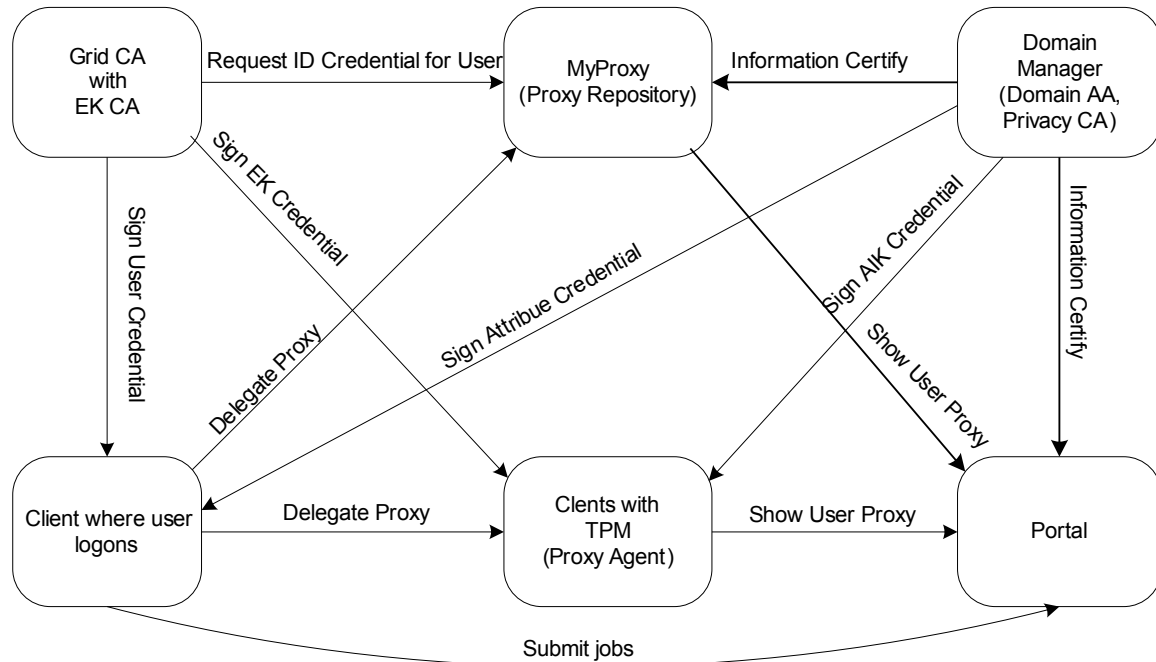 Grid CA
with
EK CA
Request ID Credential for User
MyProxy
(Proxy Repository)
Information Certify
Domain
Manager
(Domain AA,
Privacy CA)
Sign EK Credential
Sign User Credential
Sign AIK Credential
Information Certify
Sign Attribue Credential
Delegate Proxy
Show User Proxy
Client where user
logons
Delegate Proxy
Clents with
TPM
(Proxy Agent)
Show User Proxy
Portal
Submit jobs